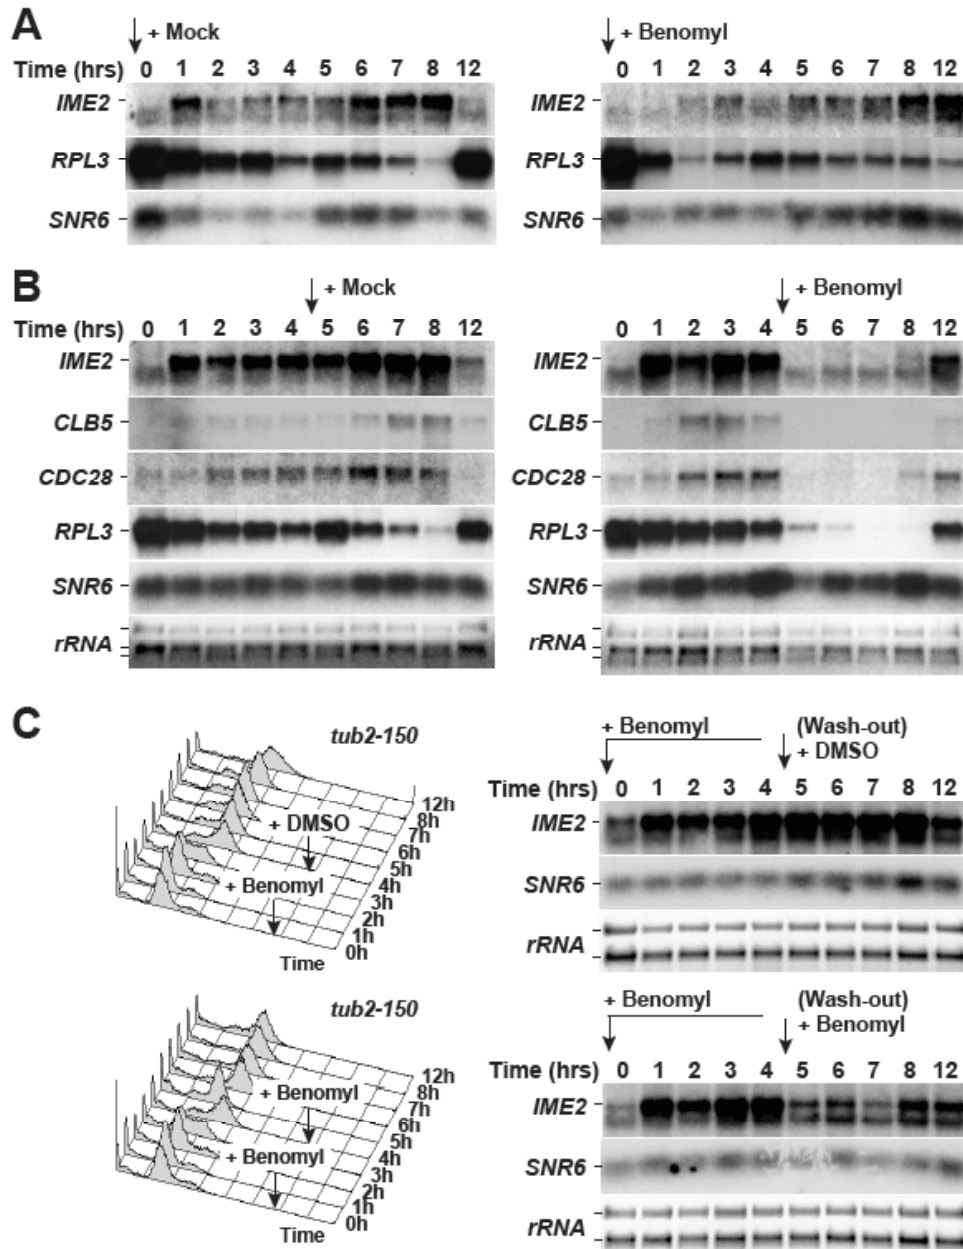 A
+ Mock
+ Benomyl
Time (hrs) 0 1 2 3 4 5 6 7 8 12
0 1 2 3 4 5 6 7 8 12
IME2
IME2
RPL3
RPL3
SNR6
SNR6
B
+ Mock
+ Benomyl
Time (hrs) 0 1 2 3 4 5 6 7 8 12
0 1 2 3 4 5 6 7 8 12
IME2
IME2
CLB5
CLB5
CDC28
CDC28
RPL3
RPL3
SNR6
SNR6
rRNA
rRNA
C
tub2-150
12h
8h
7h
6h
5h
4h
3h
2h
1h
0h
+ DMSO
+ Benomyl
Time
+ Benomyl
(Wash-out)
+ DMSO
Time (hrs) 0 1 2 3 4 5 6 7 8 12
IME2
SNR6
rRNA
tub2-150
12h
8h
7h
6h
5h
4h
3h
2h
1h
0h
+ Benomyl
+ Benomyl
Time
+ Benomyl
(Wash-out)
+ Benomyl
Time (hrs) 0 1 2 3 4 5 6 7 8 12
IME2
SNR6
rRNA